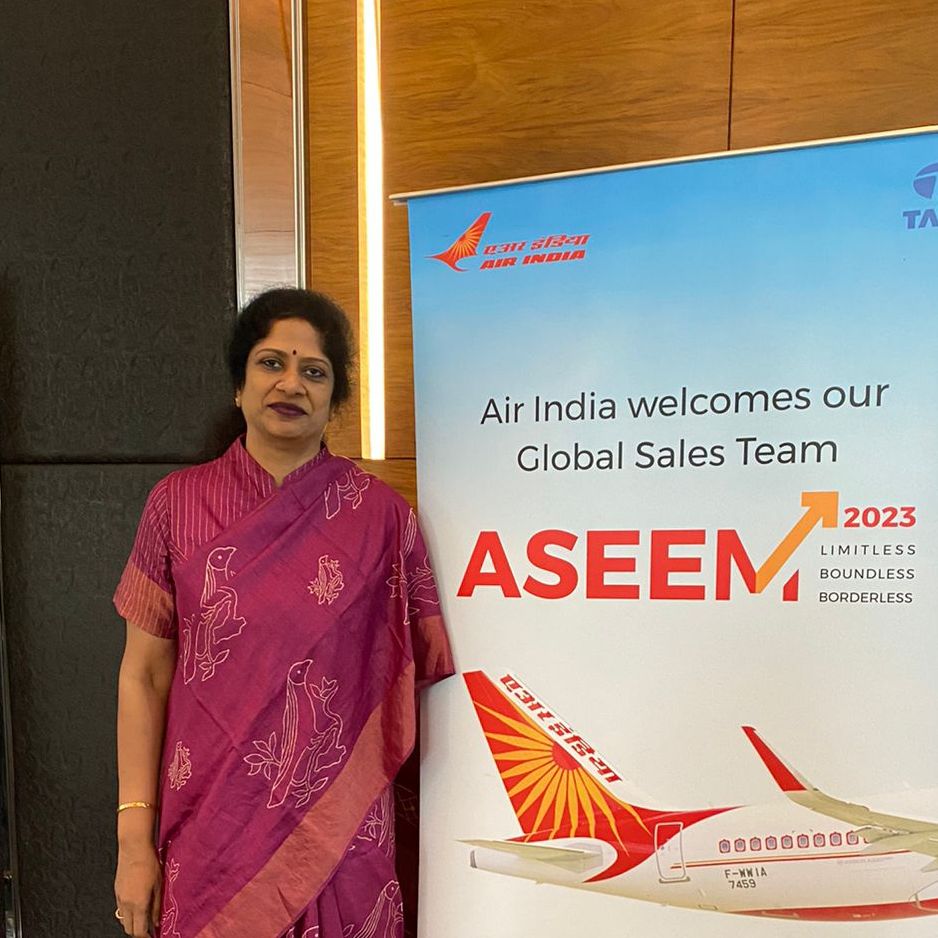 एअर इंडिया
AIR INDIA
Air India welcomes our
Global Sales Team
ASEEM 2023
LIMITLESS
BOUNDLESS
BORDERLESS
एअर इंडिया
F-WWIA
7459